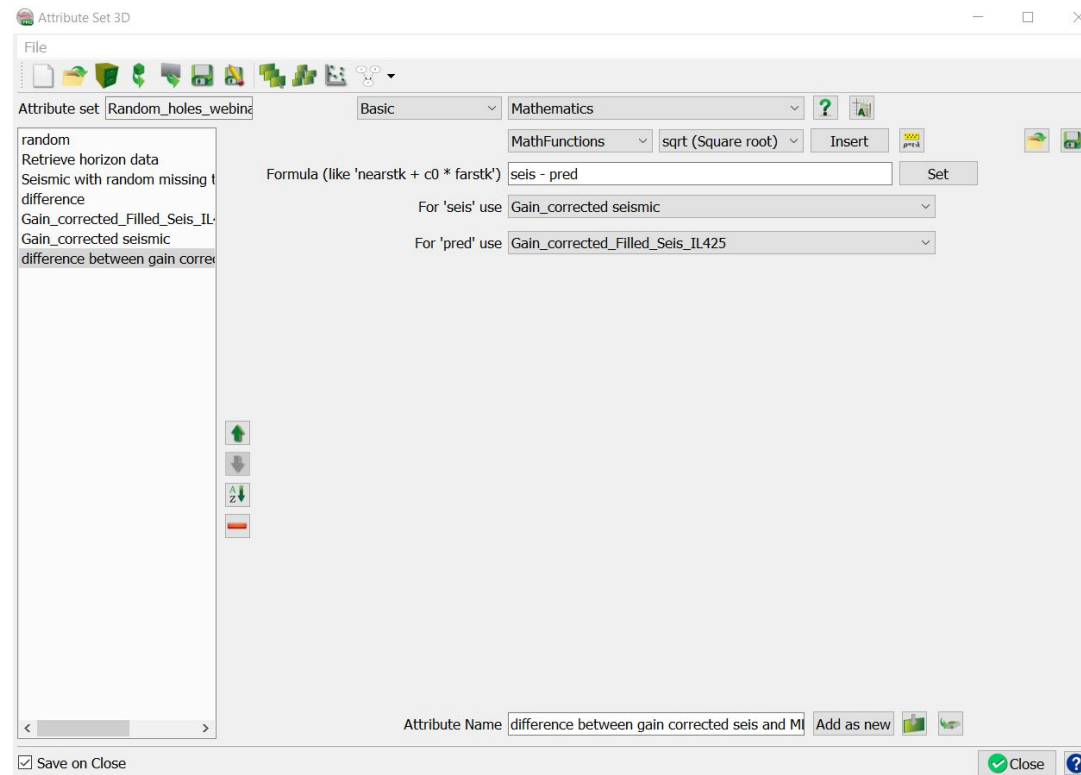 Attribute Set 3D
File
Attribute set Random_holes_webina Basic Mathematics ?
random
Retrieve horizon data
Seismic with random missing t
difference
Gain_corrected_Filled_Seis_IL4
Gain_corrected seismic
difference between gain correc
MathFunctions sqrt (Square root) Insert
Formula (like 'nearstk + c0 * farstk') seis - pred Set
For 'seis' use Gain_corrected seismic
For 'pred' use Gain_corrected_Filled_Seis_IL425
A
Z
Attribute Name difference between gain corrected seis and Ml Add as new
Save on Close Close ?